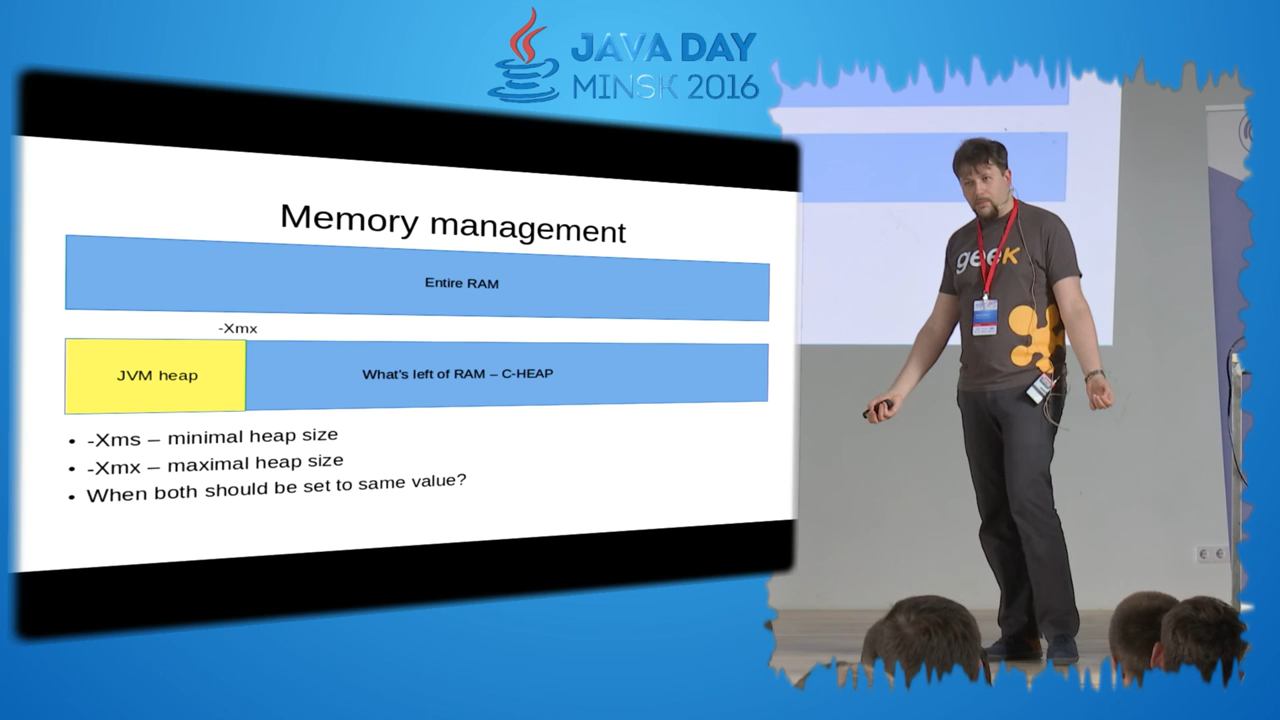 JAVA DAY
MINSK 2016
Memory management
Entire RAM
-Xmx
JVM heap
What's left of RAM – C-HEAP
• -Xms – minimal heap size
• -Xmx – maximal heap size
• When both should be set to same value?
geek